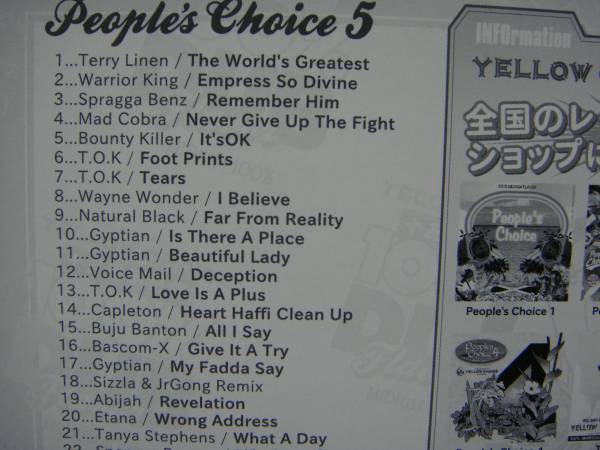 People's Choice 5
1...Terry Linen / The World's Greatest
2...Warrior King / Empress So Divine
3...Spragga Benz / Remember Him
4...Mad Cobra / Never Give Up The Fight
5...Bounty Killer / It'sOK
6...T.O.K / Foot Prints
7...T.O.K / Tears
8...Wayne Wonder / I Believe
9...Natural Black / Far From Reality
10...Gyptian / Is There A Place
11...Gyptian / Beautiful Lady
12...Voice Mail / Deception
13...T.O.K / Love Is A Plus
14...Capleton / Heart Haffi Clean Up
15...Buju Banton / All I Say
16...Bascom-X / Give It A Try
17...Gyptian / My Fadda Say
18...Sizzla & JrGong Remix
19...Abijah / Revelation
20...Etana / Wrong Address
21...Tanya Stephens / What A Day
INFOrmation
YELLOW
全国のレ
ショップに
People's
Choice
People's Choice 1
People's
Choice 4